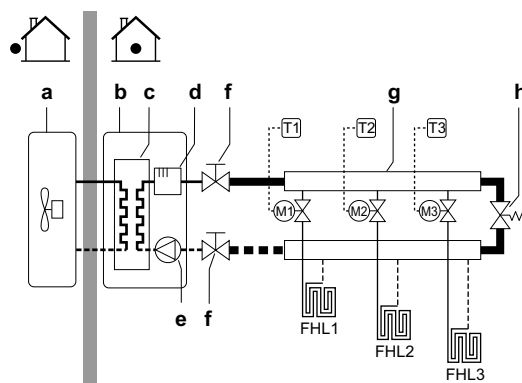 a b c d f g h
T1 T2 T3
M1 M2 M3
e f
FHL1
FHL2
FHL3